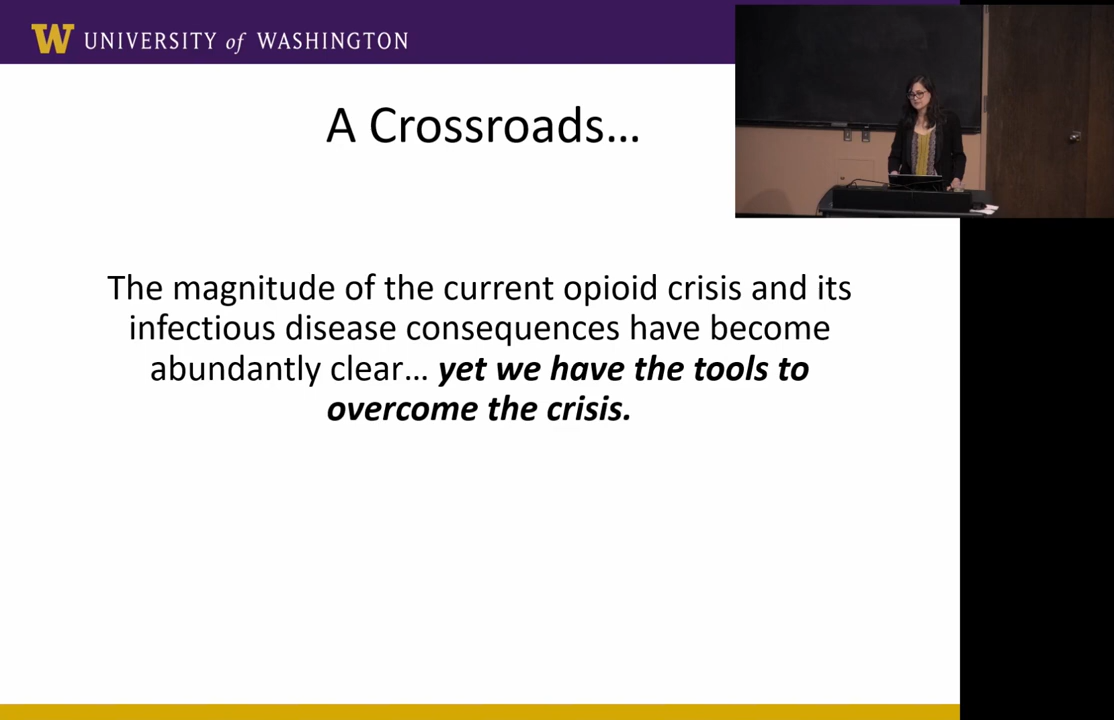 W UNIVERSITY of WASHINGTON
A Crossroads...
The magnitude of the current opioid crisis and its
infectious disease consequences have become
abundantly clear... yet we have the tools to
overcome the crisis.